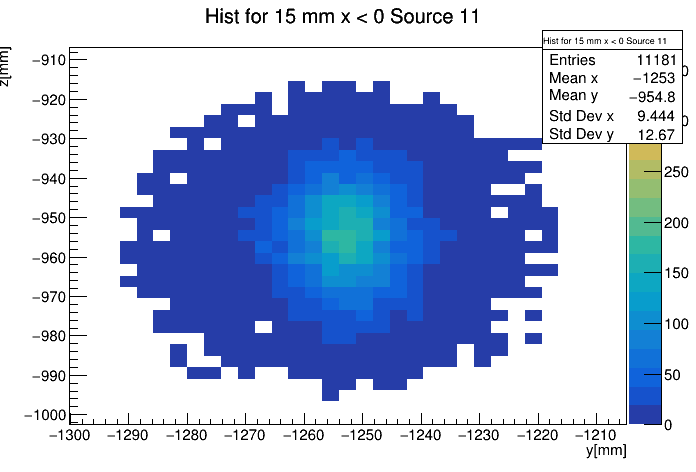 Hist for 15 mm x < 0 Source 11
z[mm]
Hist for 15 mm x < 0 Source 11
Entries 11181
Mean x −1253
Mean y −954.8
Std Dev x 9.444
Std Dev y 12.67
−910
−920
−930
−940
−950
−960
−970
−980
−990
−1000
250
200
150
100
50
0
−1300 −1290 −1280 −1270 −1260 −1250 −1240 −1230 −1220 −1210
y[mm]